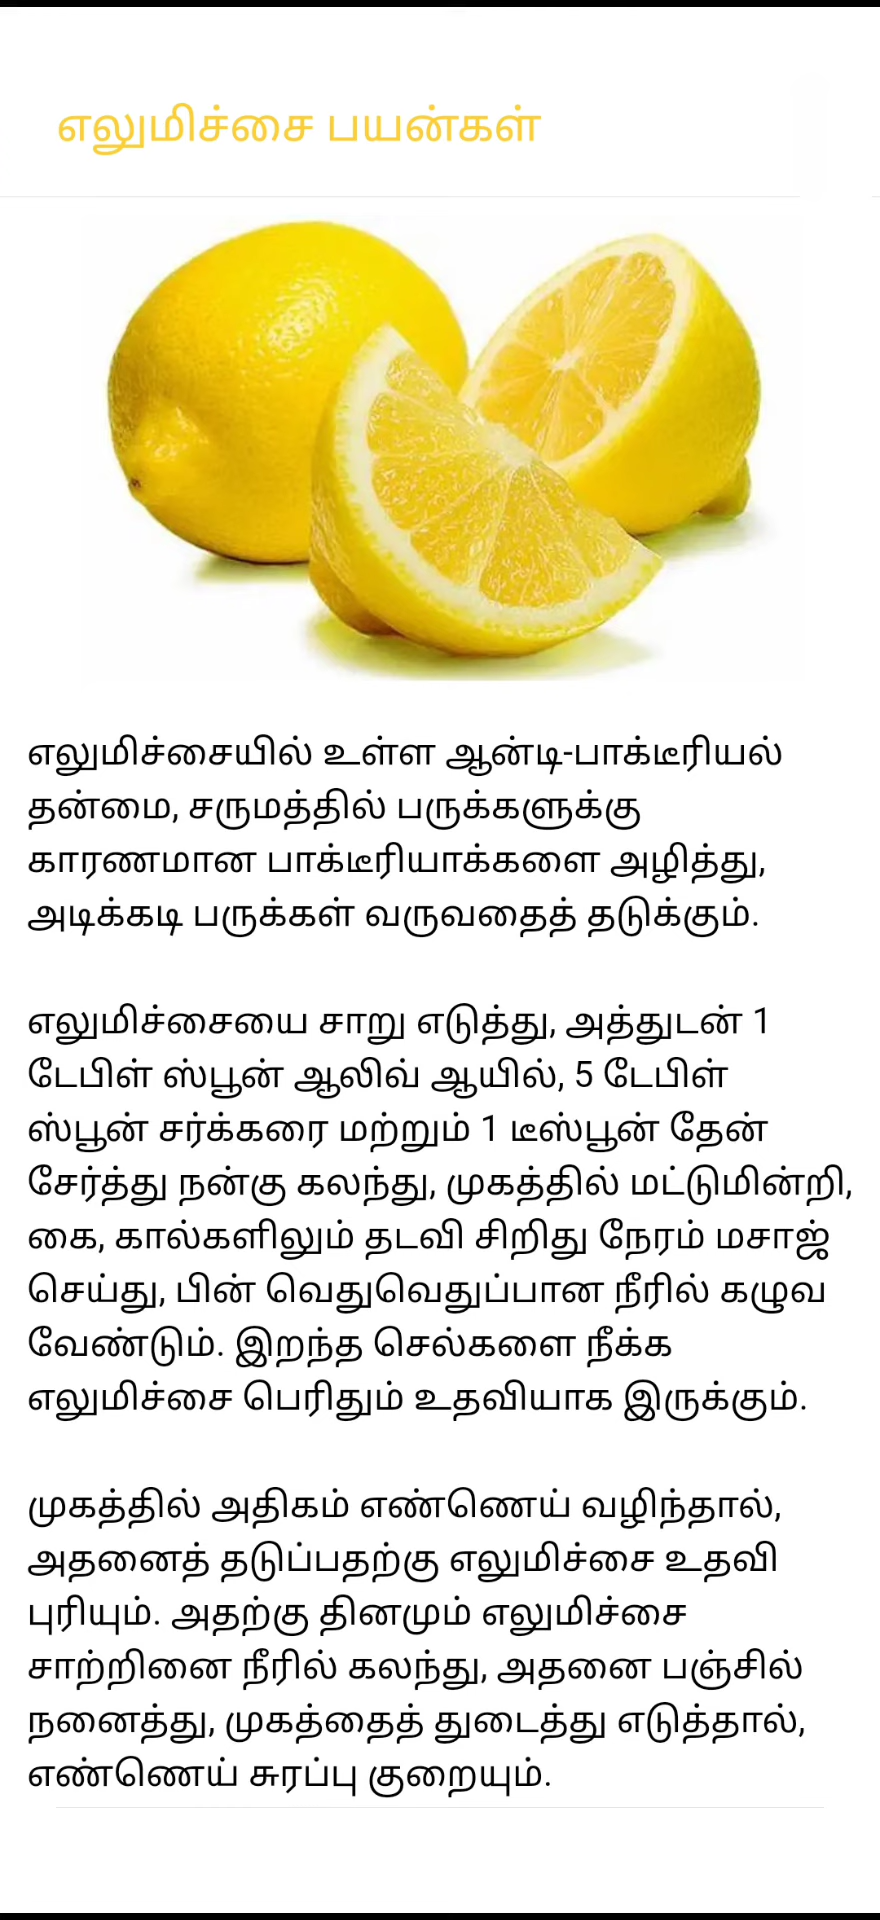 எலுமிச்சை பயன்கள்
எலுமிச்சையில் உள்ள ஆன்டி-பாக்டீரியல்
தன்மை, சருமத்தில் பருக்களுக்கு
காரணமான பாக்டீரியாக்களை அழித்து,
அடிக்கடி பருக்கள் வருவதைத் தடுக்கும்.
எலுமிச்சையை சாறு எடுத்து, அத்துடன் 1
டேபிள் ஸ்பூன் ஆலிவ் ஆயில், 5 டேபிள்
ஸ்பூன் சர்க்கரை மற்றும் 1 டீஸ்பூன் தேன்
சேர்த்து நன்கு கலந்து, முகத்தில் மட்டுமின்றி,
கை, கால்களிலும் தடவி சிறிது நேரம் மசாஜ்
செய்து, பின் வெதுவெதுப்பான நீரில் கழுவ
வேண்டும். இறந்த செல்களை நீக்க
எலுமிச்சை பெரிதும் உதவியாக இருக்கும்.
முகத்தில் அதிகம் எண்ணெய் வழிந்தால்,
அதனைத் தடுப்பதற்கு எலுமிச்சை உதவி
புரியும். அதற்கு தினமும் எலுமிச்சை
சாற்றினை நீரில் கலந்து, அதனை பஞ்சில்
நனைத்து, முகத்தைத் துடைத்து எடுத்தால்,
எண்ணெய் சுரப்பு குறையும்.